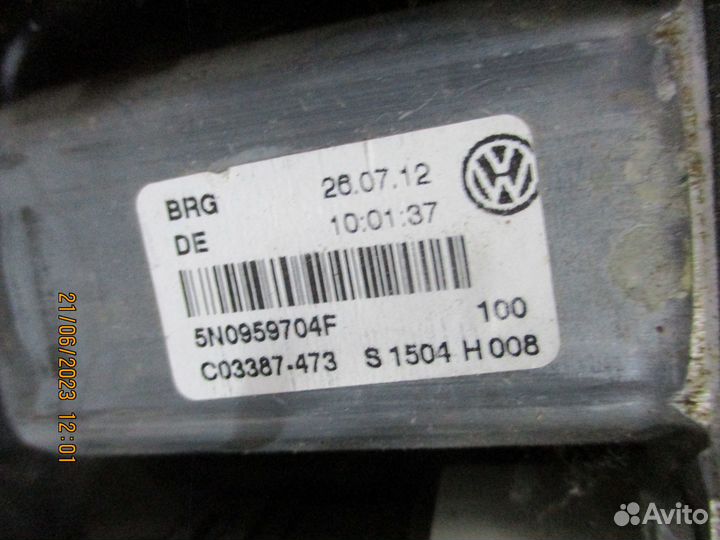 BRG 26.07.12
DE 10:01:37
5N0959704F 100
C03387-473 S 1504 H 008
21/06/2023 12:01
Avito